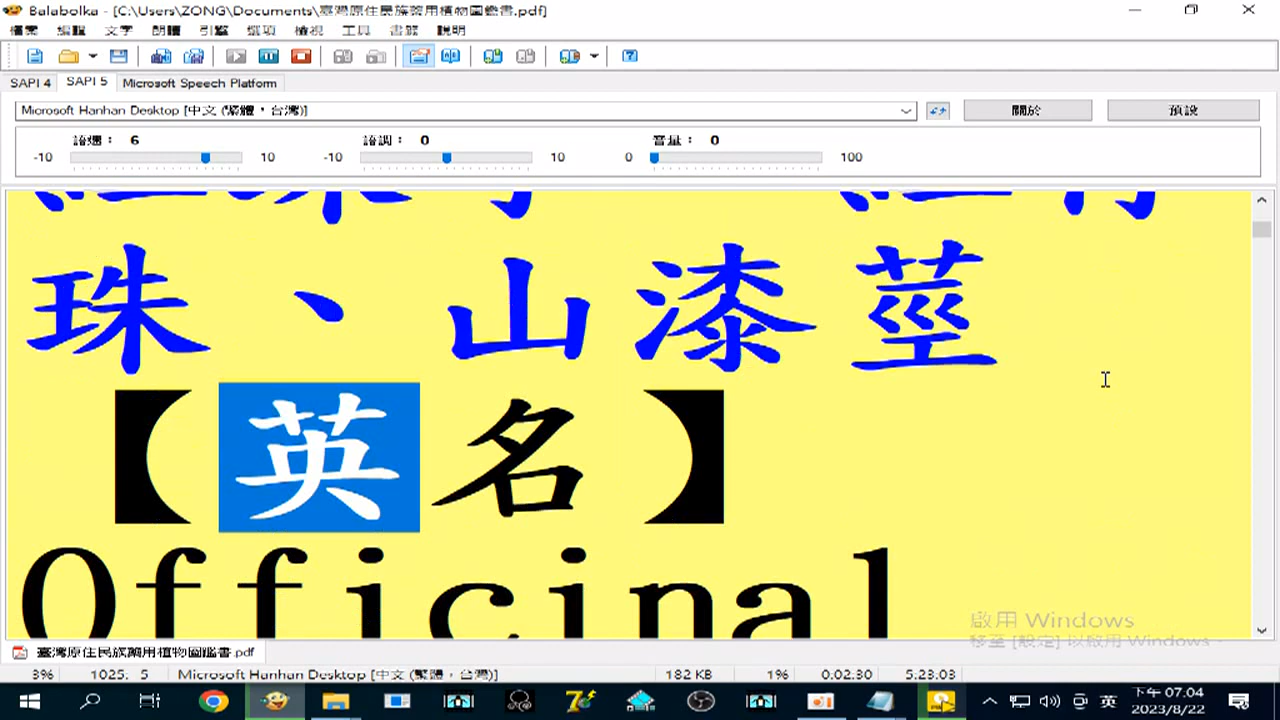 Balabolka - [C:\Users\ZONG\Documents\臺灣原住民族藥用植物圖鑑書.pdf]
檔案 編輯 文字 朗讀 引擎 選項 檢視 工具 書籤 說明
SAPI 4 SAPI 5 Microsoft Speech Platform
Microsoft Hanhan Desktop [中文 (繁體，台灣)] 關於 預設
語速： 6 語調： 0 音量： 0
-10 10 -10 10 0 100
珠、山漆莖
【英名】
Officinal
啟用 Windows
移至 [設定] 以啟用 Windows。
臺灣原住民族藥用植物圖鑑書.pdf
3% 1025: 5 Microsoft Hanhan Desktop [中文 (繁體，台灣)] 182 KB 1% 0:02:30 5:23:03
英 下午 07:04
2023/8/22